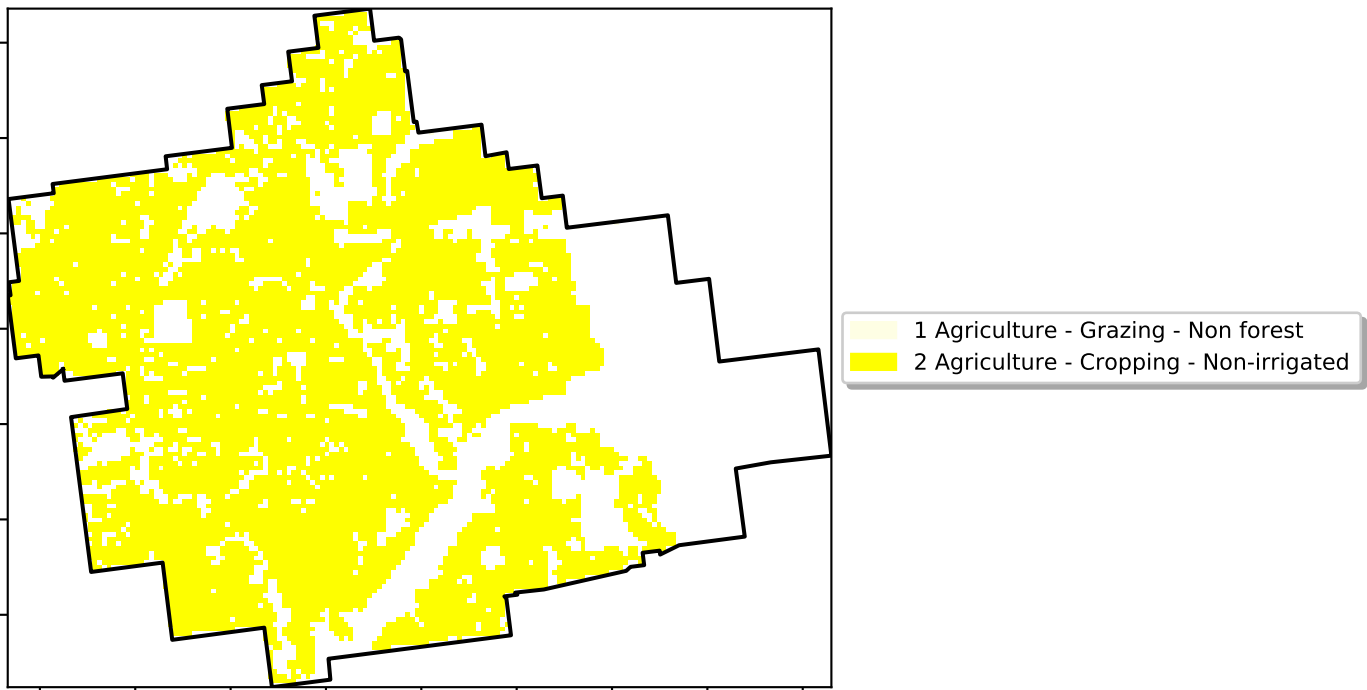 1 Agriculture - Grazing - Non forest
2 Agriculture - Cropping - Non-irrigated